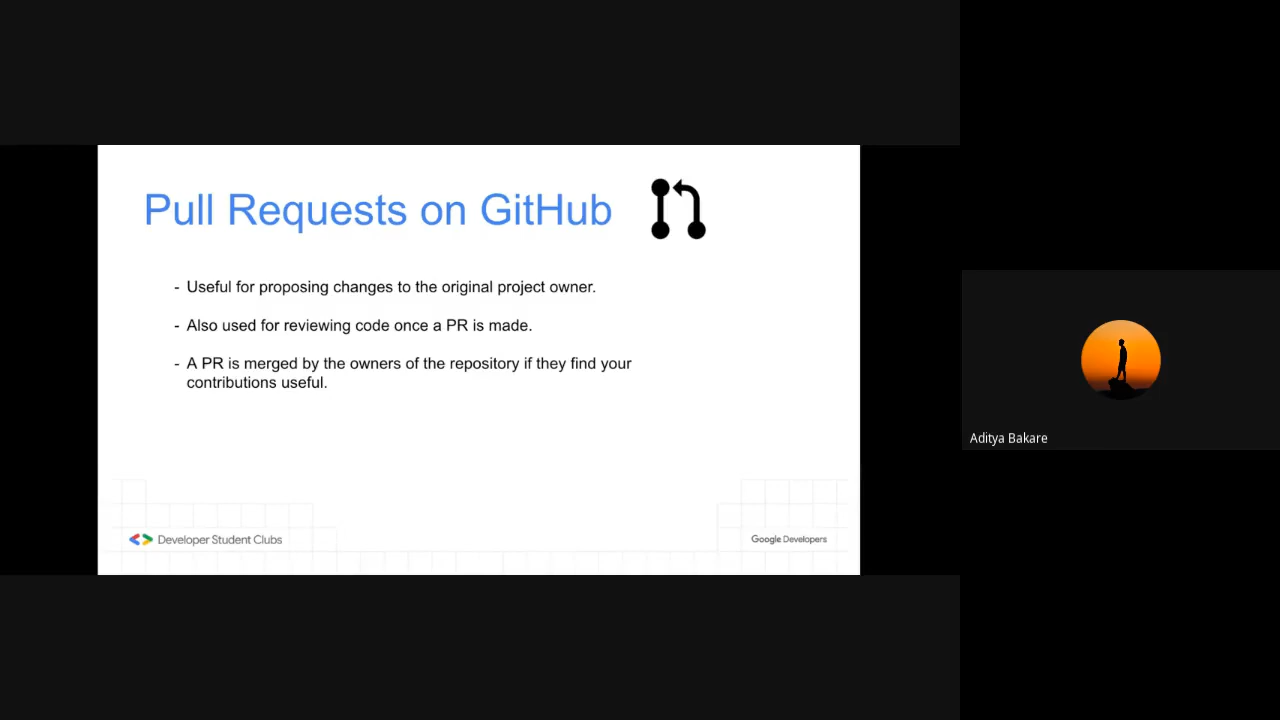 Pull Requests on GitHub
- Useful for proposing changes to the original project owner.
- Also used for reviewing code once a PR is made.
- A PR is merged by the owners of the repository if they find your
contributions useful.
Developer Student Clubs
Google Developers
Aditya Bakare